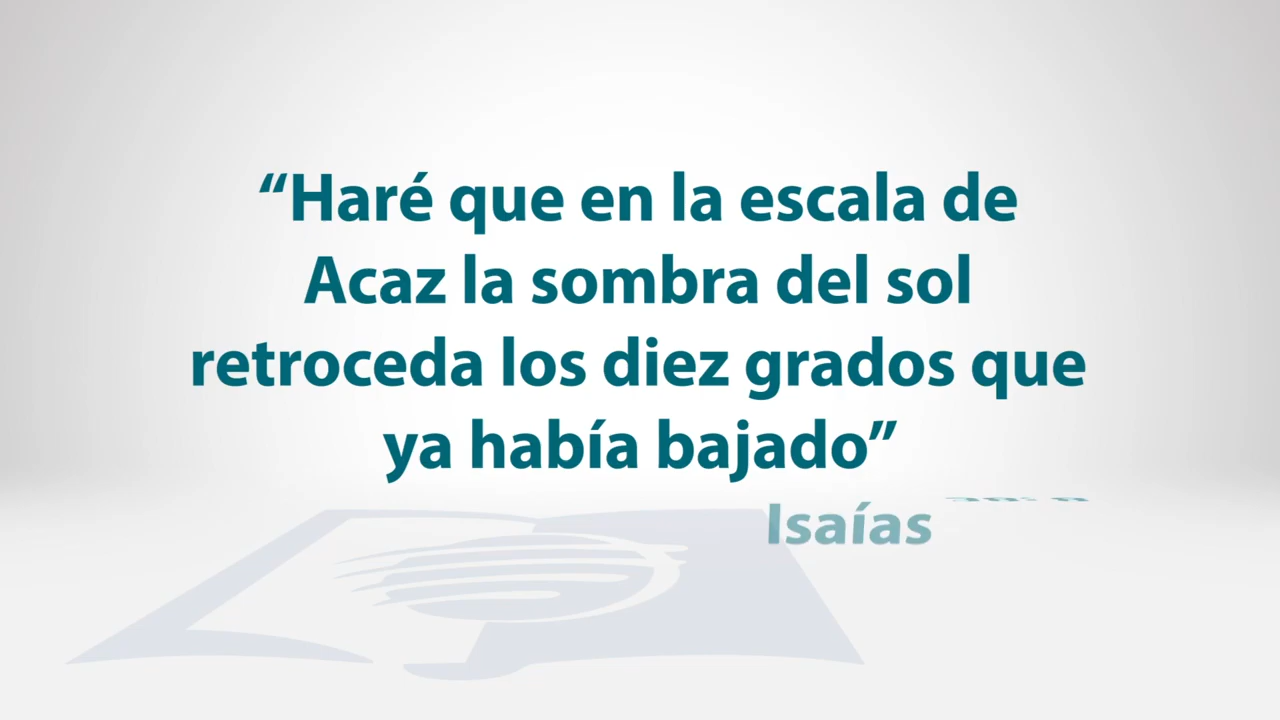 “Haré que en la escala de
Acaz la sombra del sol
retroceda los diez grados que
ya había bajado”
Isaías